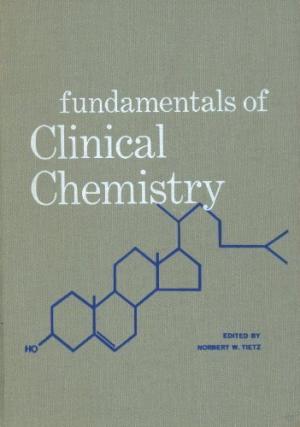 fundamentals of
Clinical
Chemistry
HO
EDITED BY
NORBERT W. TIETZ